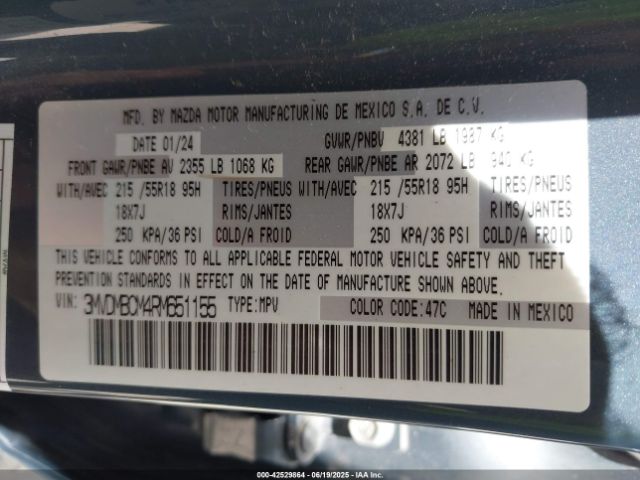 MFD. BY MAZDA MOTOR MANUFACTURING DE MEXICO S.A. DE C.V.
DATE 01/24 GVWR/PNBV 4381 LB 1987 KG
FRONT GAWR/PNBE AV 2355 LB 1068 KG REAR GAWR/PNBE AR 2072 LB 940 KG
WITH/AVEC 215 /55R18 95H TIRES/PNEUS WITH/AVEC 215 /55R18 95H TIRES/PNEUS
18X7J RIMS/JANTES 18X7J RIMS/JANTES
250 KPA/36 PSI COLD/A FROID 250 KPA/36 PSI COLD/A FROID
THIS VEHICLE CONFORMS TO ALL APPLICABLE FEDERAL MOTOR VEHICLE SAFETY AND THEFT
PREVENTION STANDARDS IN EFFECT ON THE DATE OF MANUFACTURE SHOWN ABOVE.
VIN: 3MVDMBCM4RM651155 TYPE:MPV COLOR CODE:47C MADE IN MEXICO
000-42529864 06/19/2025 IAA Inc.